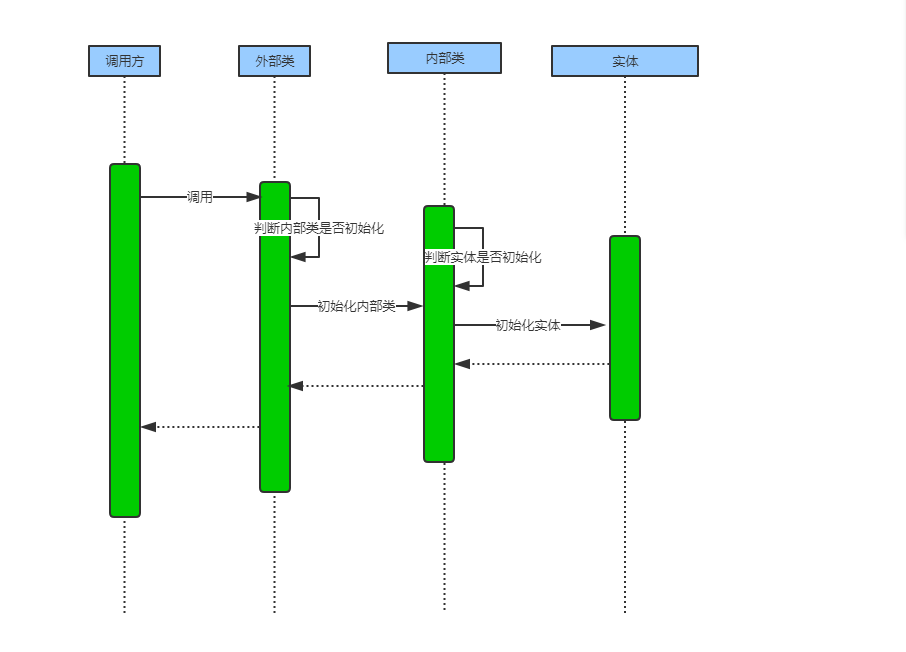 调用方
外部类
内部类
实体
调用
判断内部类是否初始化
判断实体是否初始化
初始化内部类
初始化实体